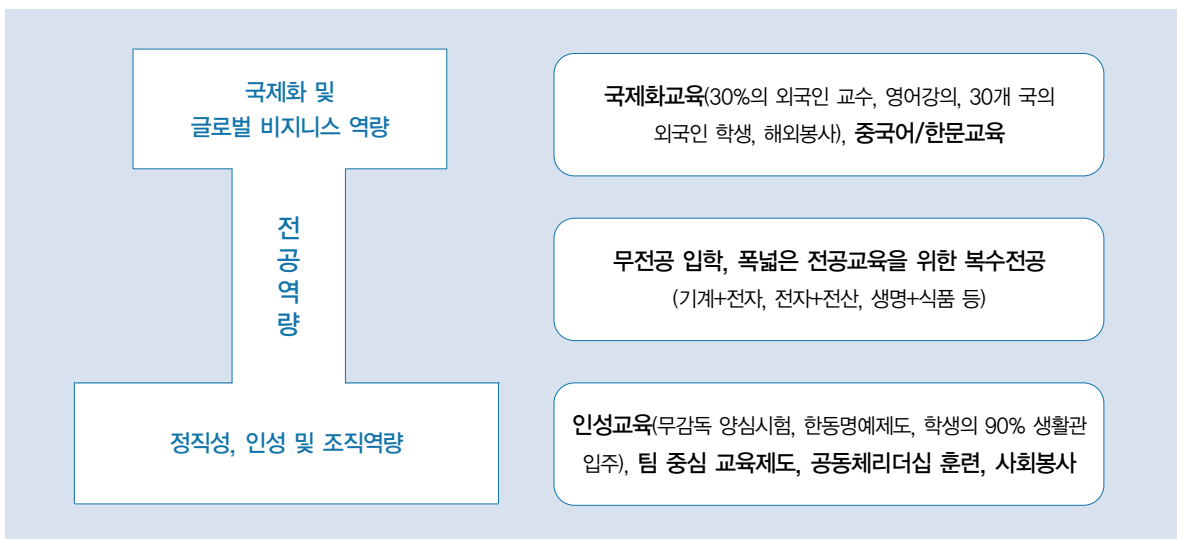 국제화 및
글로벌 비지니스 역량
국제화교육(30%의 외국인 교수, 영어강의, 30개 국의
외국인 학생, 해외봉사), 중국어/한문교육
전
공
역
량
무전공 입학, 폭넓은 전공교육을 위한 복수전공
(기계+전자, 전자+전산, 생명+식품 등)
정직성, 인성 및 조직역량
인성교육(무감독 양심시험, 한동명예제도, 학생의 90% 생활관
입주), 팀 중심 교육제도, 공동체리더십 훈련, 사회봉사